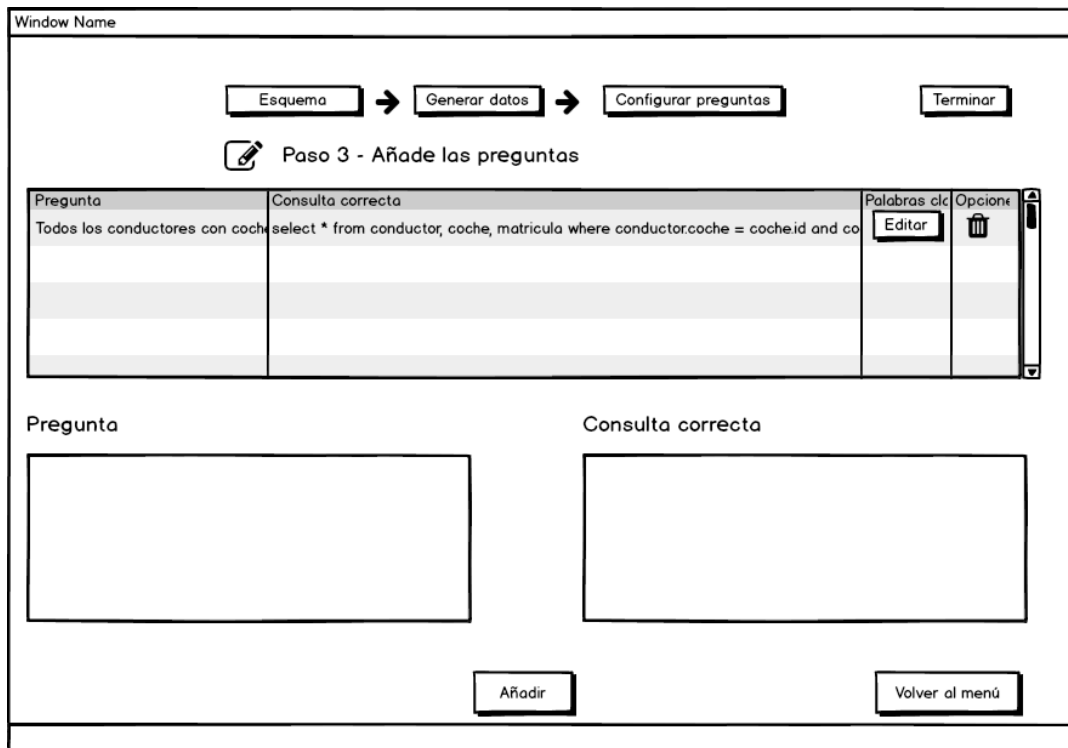 Window Name
Esquema Generar datos Configurar preguntas Terminar
Paso 3 - Añade las preguntas
Pregunta Consulta correcta Palabras cla Opcione
Todos los conductores con coche select * from conductor, coche, matricula where conductor.coche = coche.id and co Editar
Pregunta Consulta correcta
Añadir Volver al menú